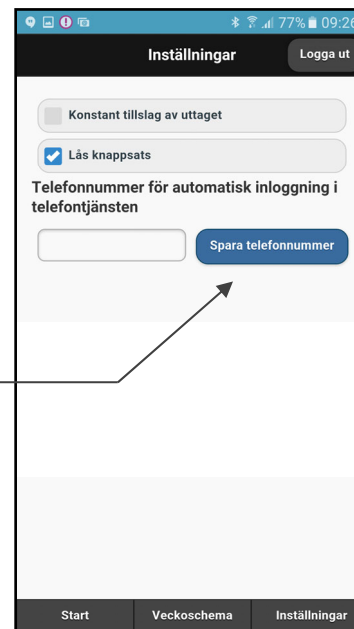 77% 09:26
Inställningar Logga ut
Konstant tillslag av uttaget
Lås knappsats
Telefonnummer för automatisk inloggning i
telefontjänsten
Spara telefonnummer
Start Veckoschema Inställningar